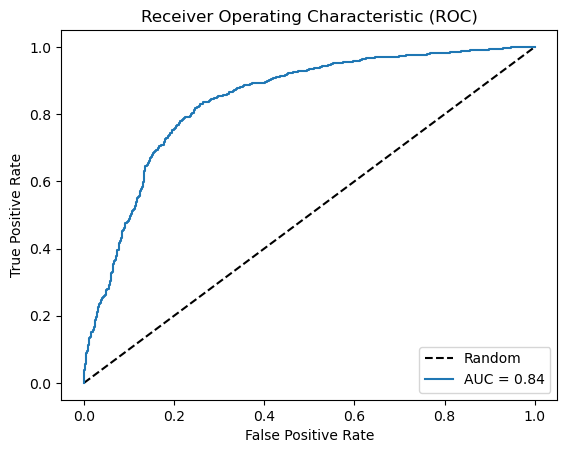 Receiver Operating Characteristic (ROC)
True Positive Rate
1.0
0.8
0.6
0.4
0.2
0.0
Random
AUC = 0.84
0.0 0.2 0.4 0.6 0.8 1.0
False Positive Rate